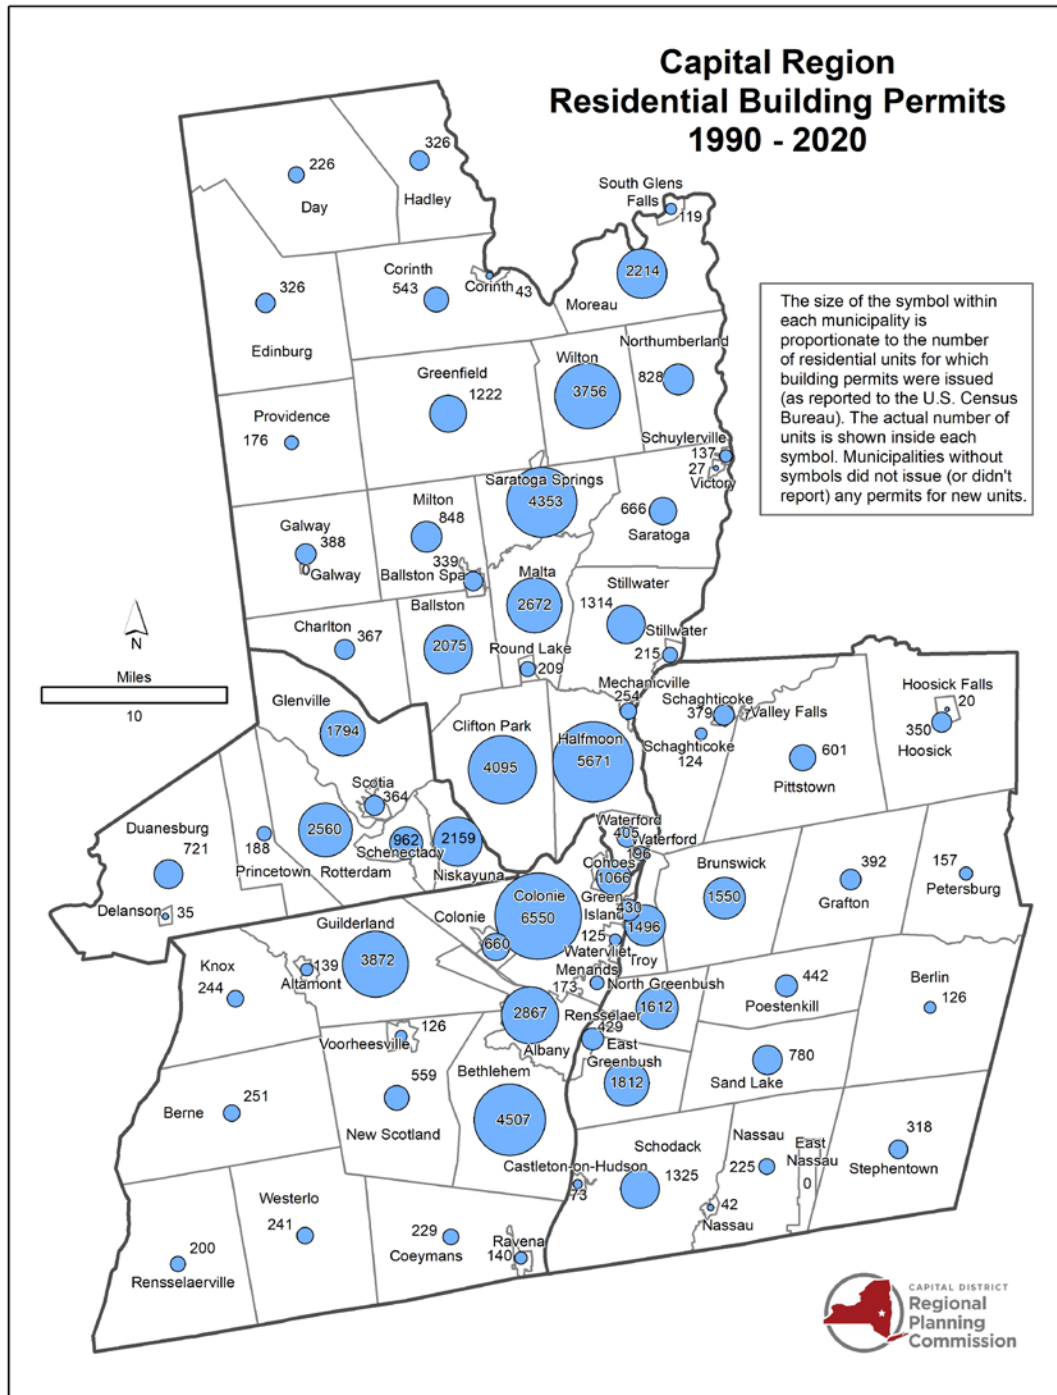 Capital Region
Residential Building Permits
1990 - 2020
326
226
Hadley
Day
South Glens
Falls
119
2214
Moreau
Corinth
543
Corinth
43
326
Edinburg
The size of the symbol within
each municipality is
proportionate to the number
of residential units for which
building permits were issued
(as reported to the U.S. Census
Bureau). The actual number of
units is shown inside each
symbol. Municipalities without
symbols did not issue (or didn't
report) any permits for new units.
Northumberland
828
Wilton
3756
Greenfield
1222
Providence
176
Schuylerville
137
27
Victory
Saratoga Springs
4353
Milton
848
666
Saratoga
Galway
388
0
Galway
339
Ballston Spa
Malta
2672
Stillwater
1314
Ballston
2075
Stillwater
215
Charlton
367
Round Lake
209
N
Miles
10
Mechanicville
254
Schaghticoke
379
7
Valley Falls
Hoosick Falls
20
350
Hoosick
Glenville
1794
Clifton Park
4095
Halfmoon
5671
Schaghticoke
124
601
Pittstown
Scotia
364
Duanesburg
721
188
Princetown
2560
Rotterdam
962
Schenectady
2159
Niskayuna
Waterford
405
Waterford
196
Cohoes
1066
Brunswick
1550
392
Grafton
157
Petersburg
Delanson
35
Colonie
6550
Green
Island
430
1496
Troy
Colonie
660
125
Watervliet
Guilderland
3872
139
Altamont
Knox
244
Menands
173
North Greenbush
1612
442
Poestenkill
Berlin
126
2867
Albany
Rensselaer
429
East
Greenbush
1812
780
Sand Lake
126
Voorheesville
559
New Scotland
Bethlehem
4507
251
Berne
Schodack
1325
Nassau
225
East
Nassau
0
318
Stephentown
Castleton-on-Hudson
73
42
Nassau
Westerlo
241
229
Coeymans
Ravena
140
200
Rensselaerville
CAPITAL DISTRICT
Regional
Planning
Commission